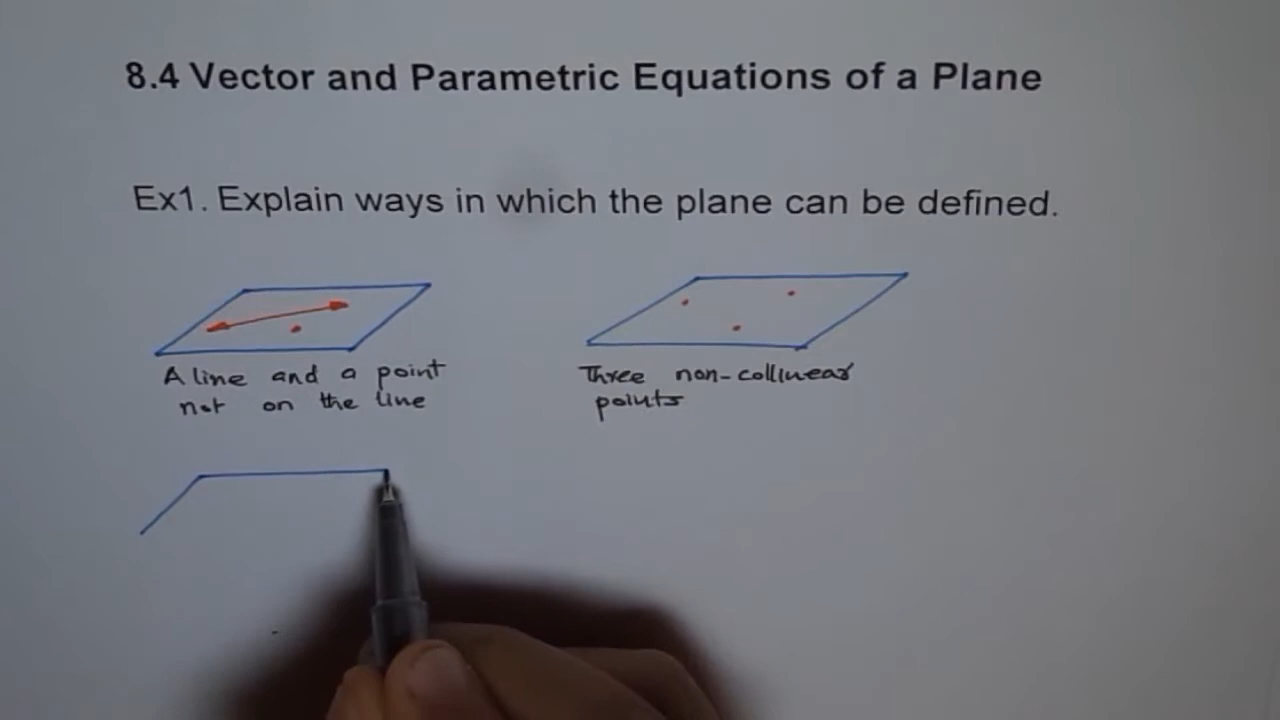 8.4 Vector and Parametric Equations of a Plane
Ex1. Explain ways in which the plane can be defined.
A line and a point
not on the line
Three non-collinear
points